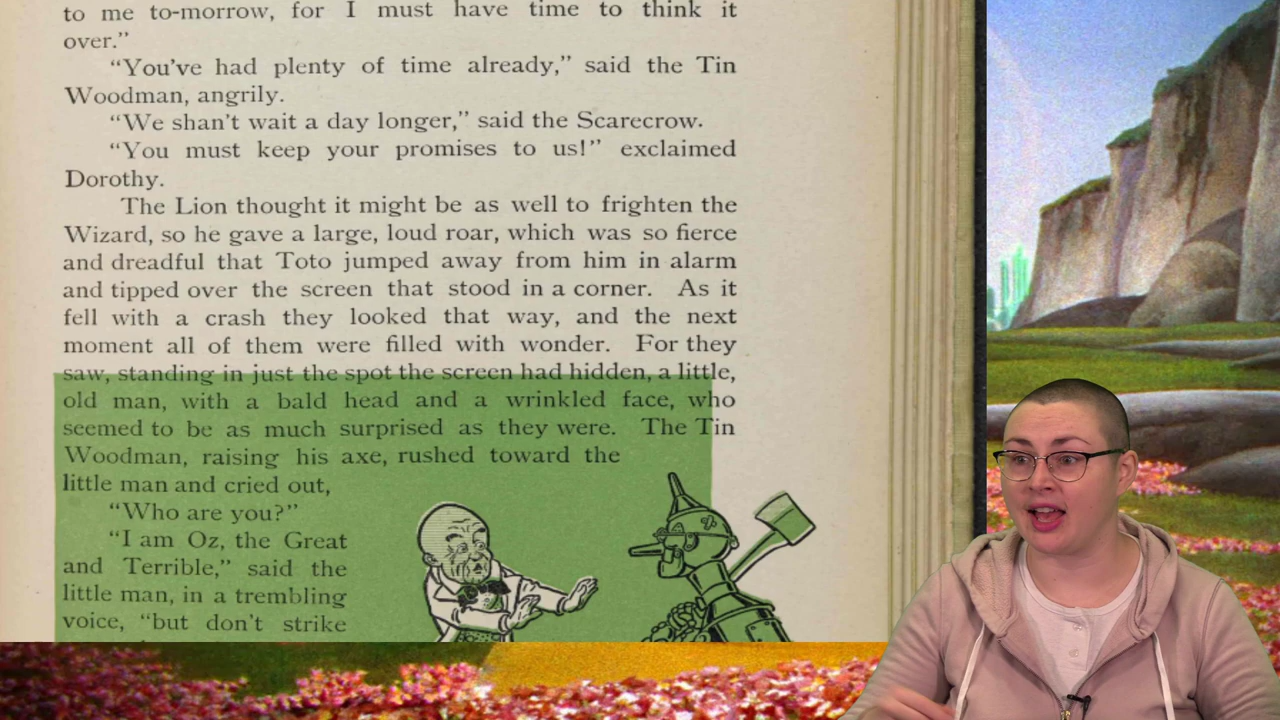 to me to-morrow, for I must have time to think it
over.”
“You’ve had plenty of time already,” said the Tin
Woodman, angrily.
“We shan’t wait a day longer,” said the Scarecrow.
“You must keep your promises to us!” exclaimed
Dorothy.
The Lion thought it might be as well to frighten the
Wizard, so he gave a large, loud roar, which was so fierce
and dreadful that Toto jumped away from him in alarm
and tipped over the screen that stood in a corner. As it
fell with a crash they looked that way, and the next
moment all of them were filled with wonder. For they
saw, standing in just the spot the screen had hidden, a little,
old man, with a bald head and a wrinkled face, who
seemed to be as much surprised as they were. The Tin
Woodman, raising his axe, rushed toward the
little man and cried out,
“Who are you?”
“I am Oz, the Great
and Terrible,” said the
little man, in a trembling
voice, “but don’t strike